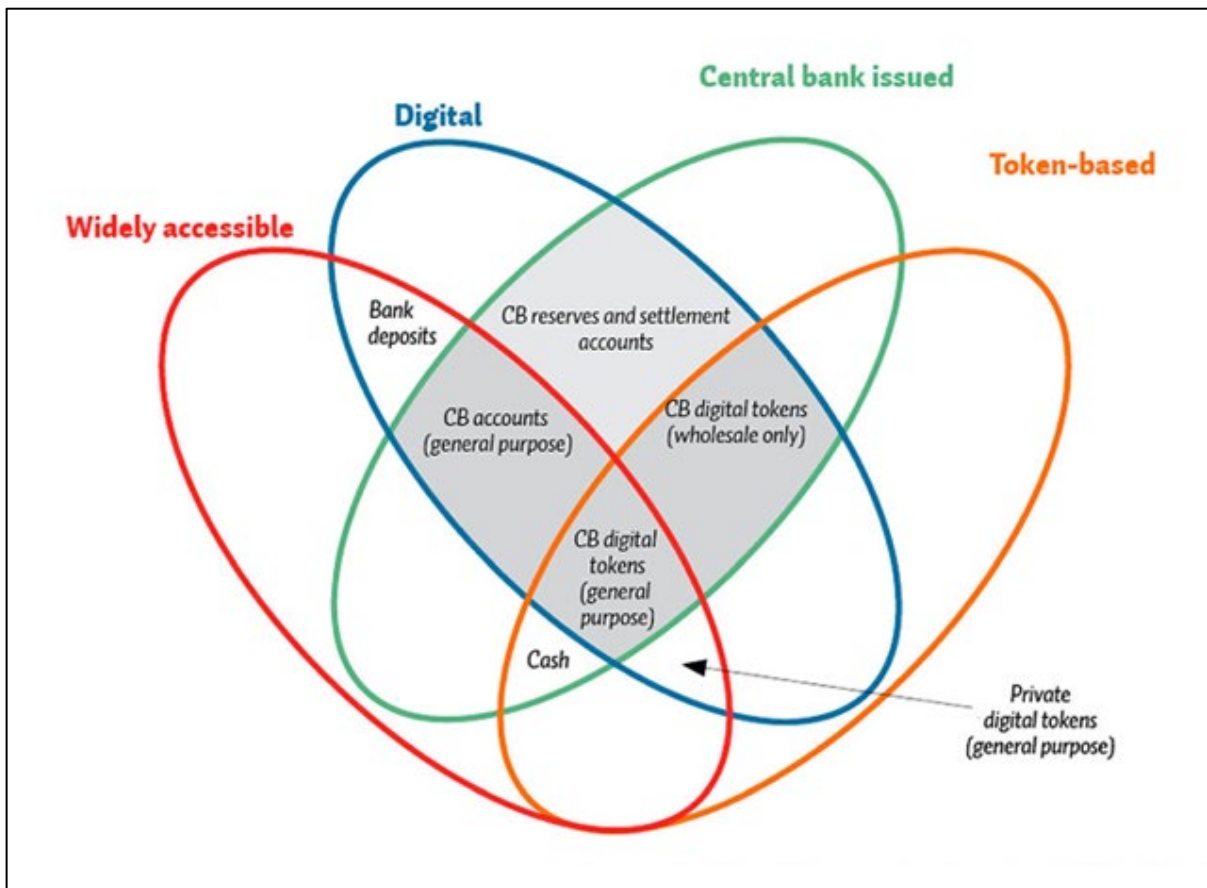 Central bank issued
Digital
Token-based
Widely accessible
Bank
deposits
CB reserves and settlement
accounts
CB accounts
(general purpose)
CB digital tokens
(wholesale only)
CB digital
tokens
(general
purpose)
Cash
Private
digital tokens
(general purpose)